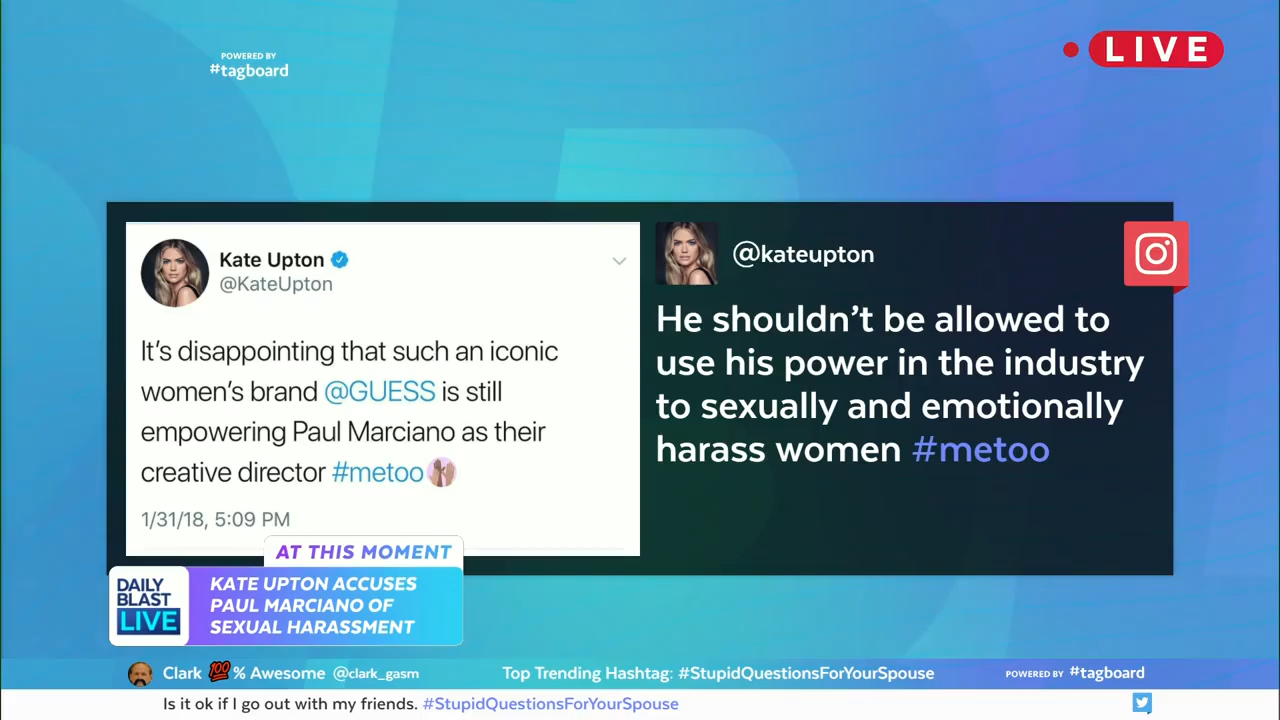 POWERED BY
#tagboard
LIVE
Kate Upton
@KateUpton
It's disappointing that such an iconic
women's brand @GUESS is still
empowering Paul Marciano as their
creative director #metoo
1/31/18, 5:09 PM
@kateupton
He shouldn't be allowed to
use his power in the industry
to sexually and emotionally
harass women #metoo
AT THIS MOMENT
DAILY
BLAST
LIVE
KATE UPTON ACCUSES
PAUL MARCIANO OF
SEXUAL HARASSMENT
Clark 💯 % Awesome @clark_gasm
Top Trending Hashtag: #StupidQuestionsForYourSpouse
POWERED BY #tagboard
Is it ok if I go out with my friends. #StupidQuestionsForYourSpouse